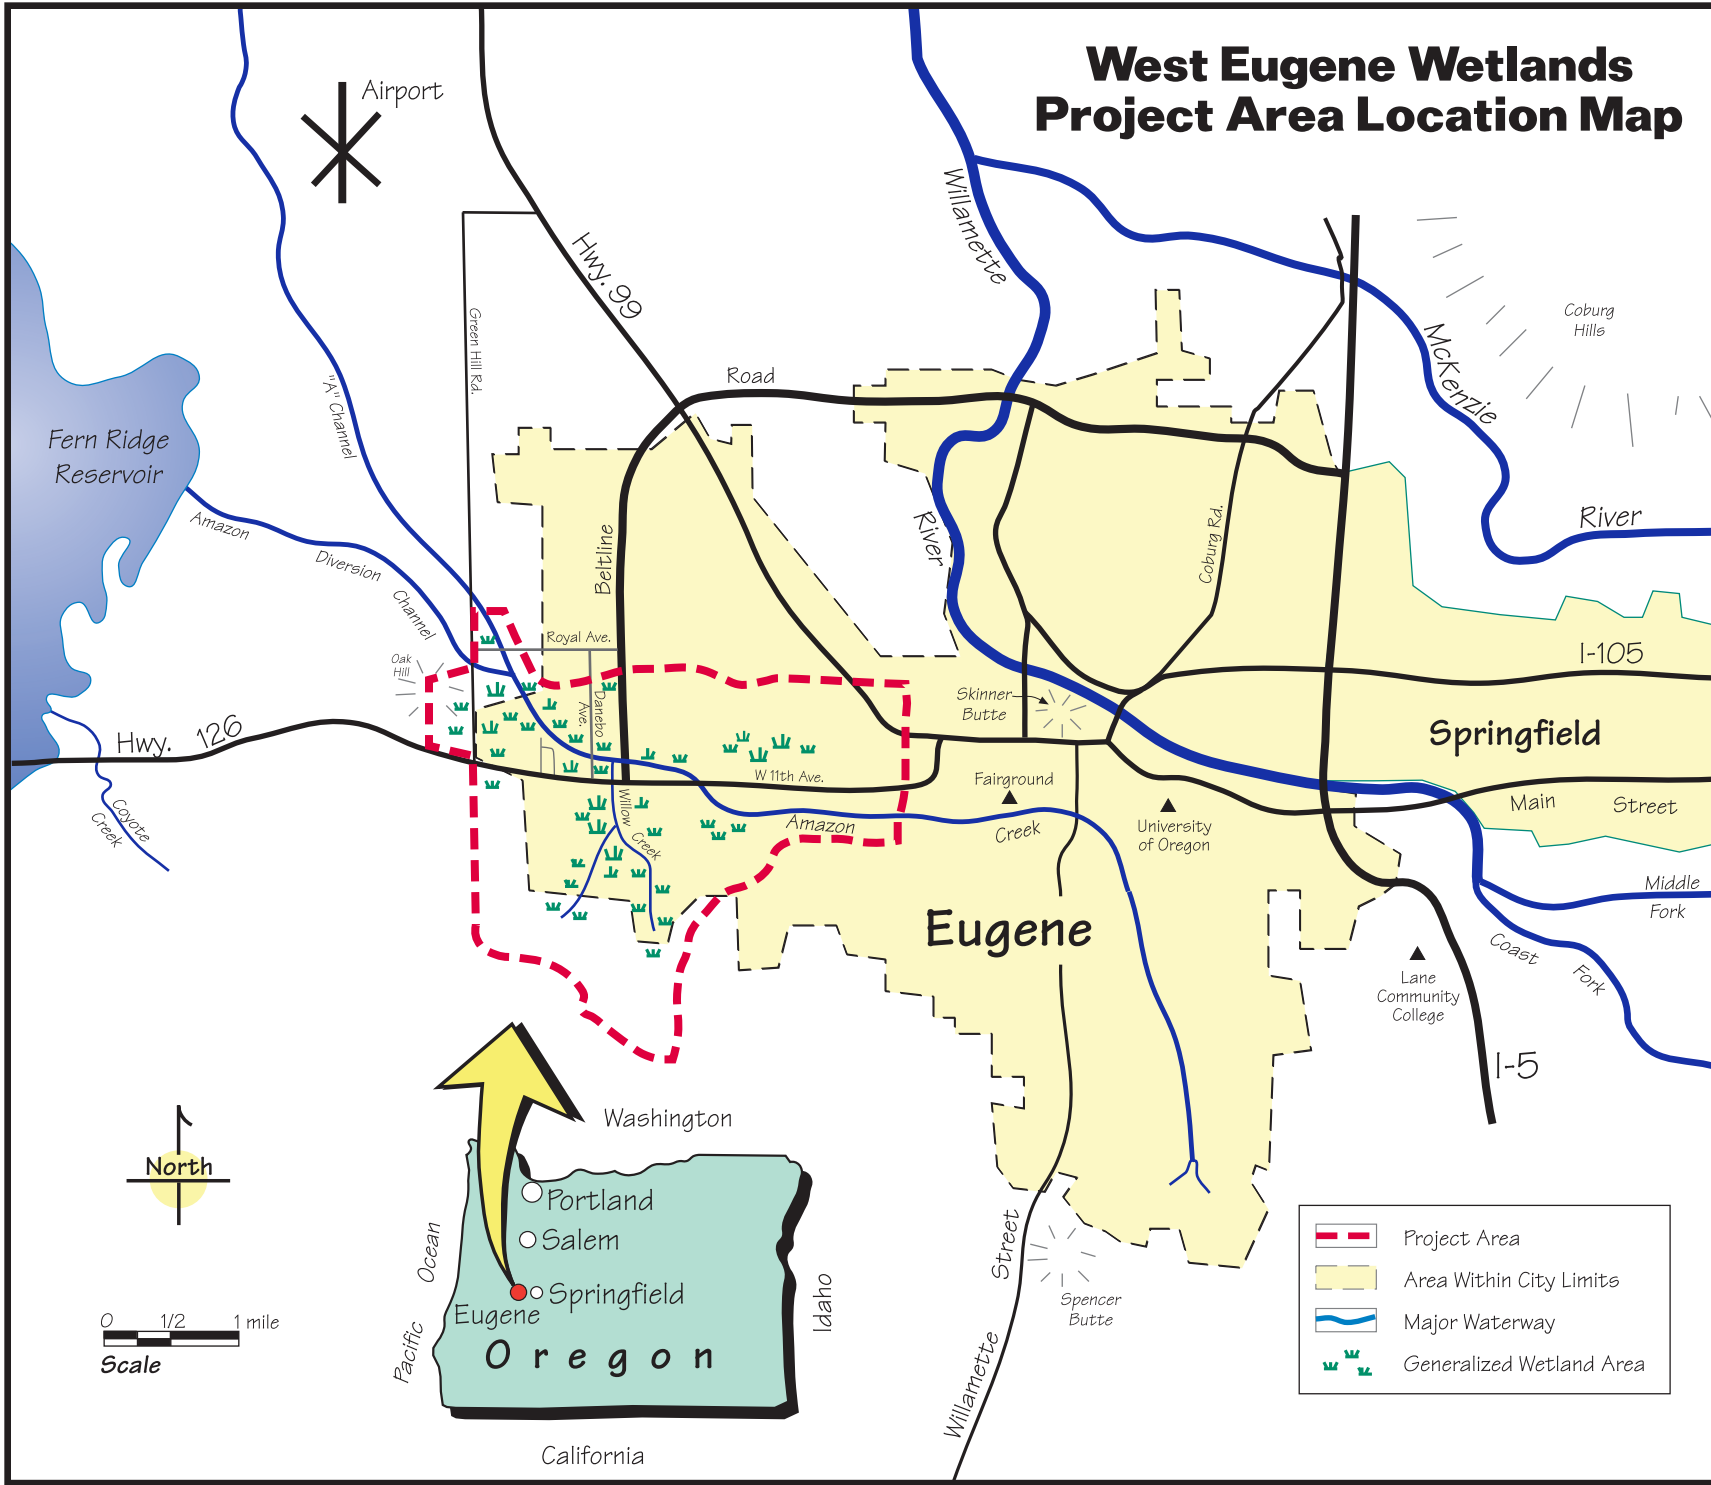 West Eugene Wetlands
Project Area Location Map
Airport
Willamette
Hwy. 99
Green Hill Rd.
Coburg
Hills
McKenzie
"A" Channel
Road
Fern Ridge
Reservoir
Amazon
Diversion
Channel
Beltline
River
Coburg Rd.
River
Royal Ave.
Oak
Hill
I-105
Danebo
Ave.
Skinner
Butte
Springfield
Hwy. 126
W 11th Ave.
Fairground
Main Street
Willow
Creek
Amazon
Creek
University
of Oregon
Coyote
Creek
Middle
Fork
Eugene
Coast
Fork
Lane
Community
College
I-5
Washington
North
Portland
Salem
Springfield
Eugene
Oregon
Pacific Ocean
Idaho
California
Willamette Street
Spencer
Butte
0 1/2 1 mile
Scale
Project Area
Area Within City Limits
Major Waterway
Generalized Wetland Area